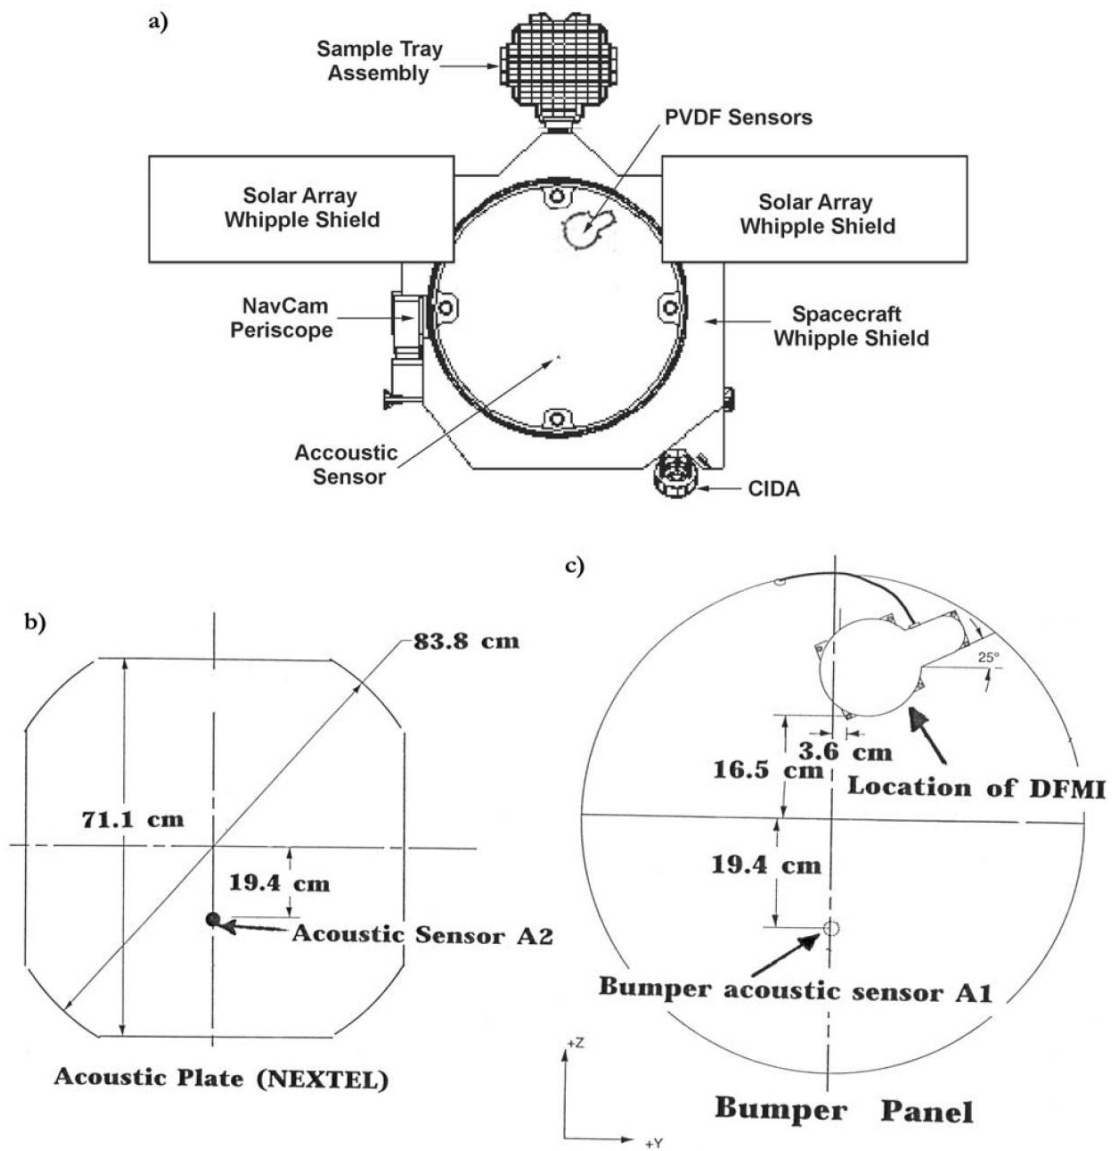 a)
Sample Tray
Assembly
PVDF Sensors
Solar Array
Whipple Shield
Solar Array
Whipple Shield
NavCam
Periscope
Spacecraft
Whipple Shield
Accoustic
Sensor
CIDA
b)
83.8 cm
71.1 cm
19.4 cm
Acoustic Sensor A2
Acoustic Plate (NEXTEL)
c)
25°
3.6 cm
16.5 cm
Location of DFMI
19.4 cm
Bumper acoustic sensor A1
+Z
+Y
Bumper Panel